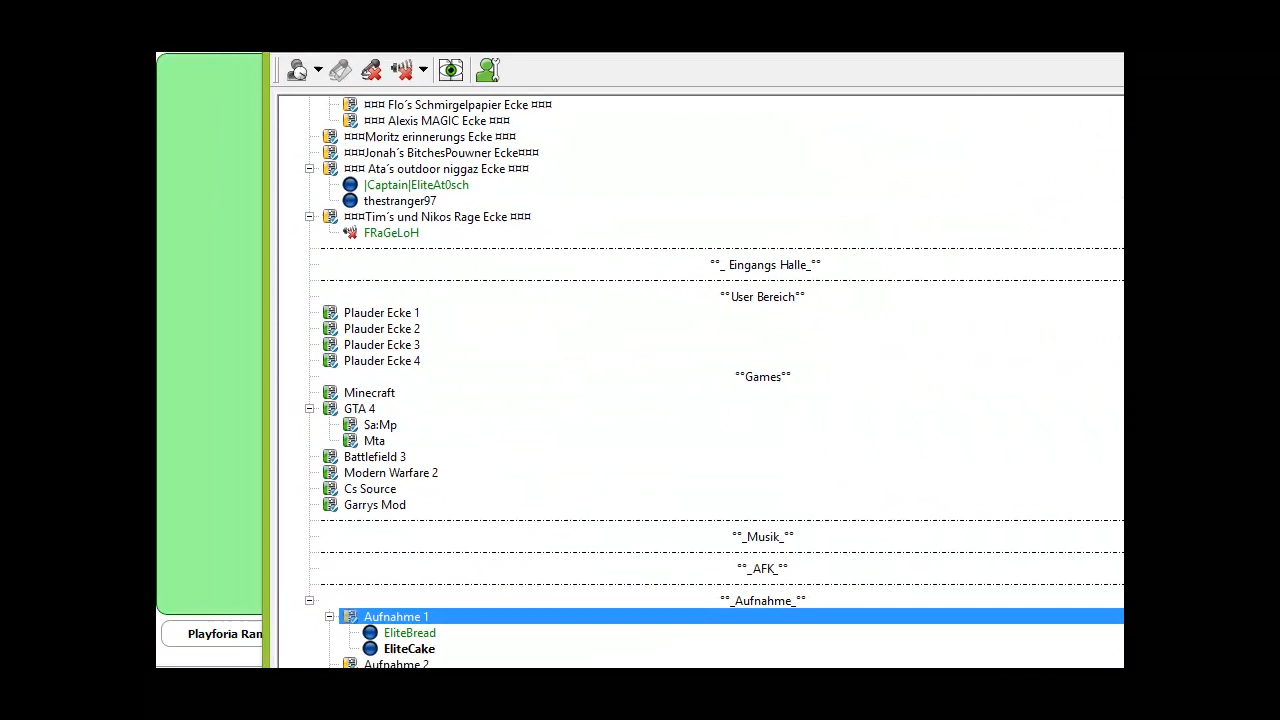 ¤¤¤ Flo´s Schmirgelpapier Ecke ¤¤¤
¤¤¤ Alexis MAGIC Ecke ¤¤¤
¤¤¤Moritz erinnerungs Ecke ¤¤¤
¤¤¤Jonah´s BitchesPouwner Ecke¤¤¤
¤¤¤ Ata´s outdoor niggaz Ecke ¤¤¤
|Captain|EliteAt0sch
thestranger97
¤¤¤Tim´s und Nikos Rage Ecke ¤¤¤
FRaGeLoH
°°_ Eingangs Halle_°°
°°User Bereich°°
Plauder Ecke 1
Plauder Ecke 2
Plauder Ecke 3
Plauder Ecke 4
°°Games°°
Minecraft
GTA 4
Sa:Mp
Mta
Battlefield 3
Modern Warfare 2
Cs Source
Garrys Mod
°°_Musik_°°
°°_AFK_°°
°°_Aufnahme_°°
Aufnahme 1
EliteBread
EliteCake
Playforia Ran
Aufnahme 2